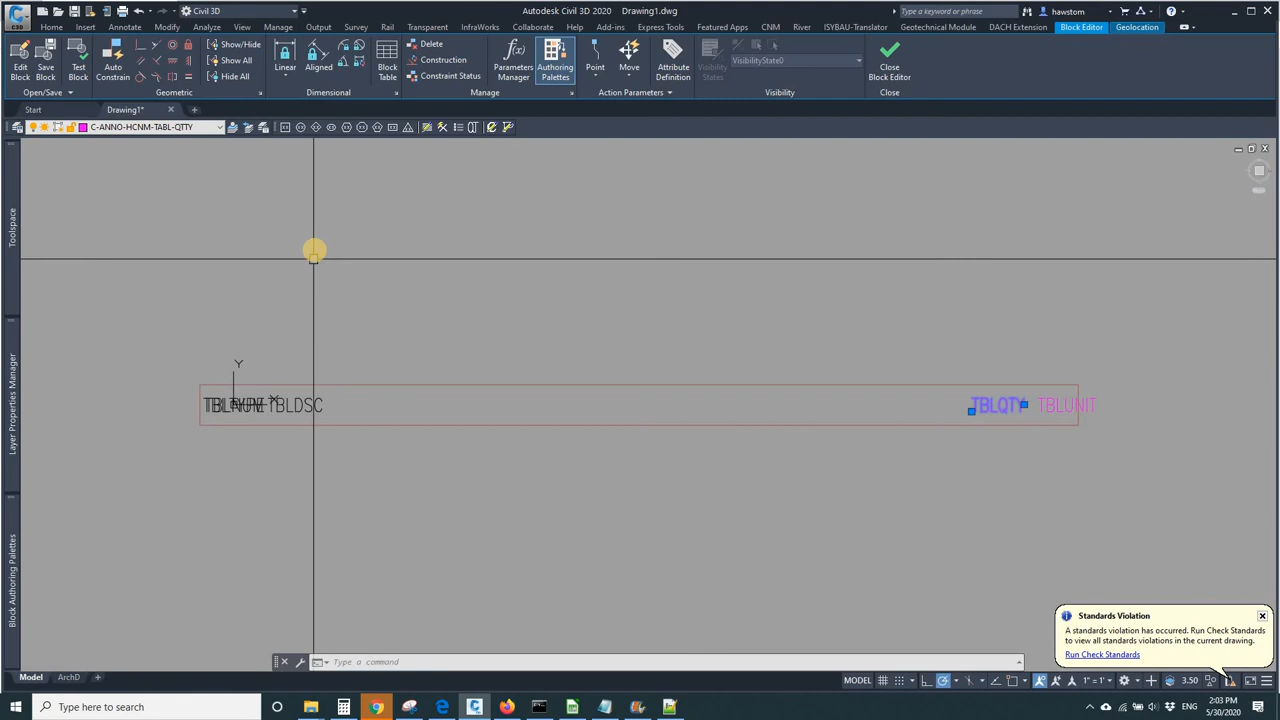 C3D
Civil 3D
Autodesk Civil 3D 2020 Drawing1.dwg
Type a keyword or phrase
hawstom
Home Insert Annotate Modify Analyze View Manage Output Survey Rail Transparent InfraWorks Collaborate Add-ins Express Tools Featured Apps CNM River ISYBAU-Translator Geotechnical Module DACH Extension Block Editor Geolocation
Edit Block
Save Block
Test Block
Auto Constrain
Show/Hide
Show All
Hide All
Linear
Aligned
Block Table
Delete
Construction
Constraint Status
Parameters Manager
Authoring Palettes
Point
Move
Attribute Definition
Visibility States
VisibilityState0
Close Block Editor
Open/Save Geometric Dimensional Manage Action Parameters Visibility Close
Start Drawing1*
C-ANNO-HCNM-TABL-QTTY
Toolspace
Layer Properties Manager
Block Authoring Palettes
Y
X
TBLDSC
TBLQTY TBLUNIT
Standards Violation
A standards violation has occurred. Run Check Standards
to view all standards violations in the current drawing.
Run Check Standards
Type a command
Model ArchD
MODEL 1" = 1' 3.50
Type here to search
2:03 PM
ENG
5/30/2020